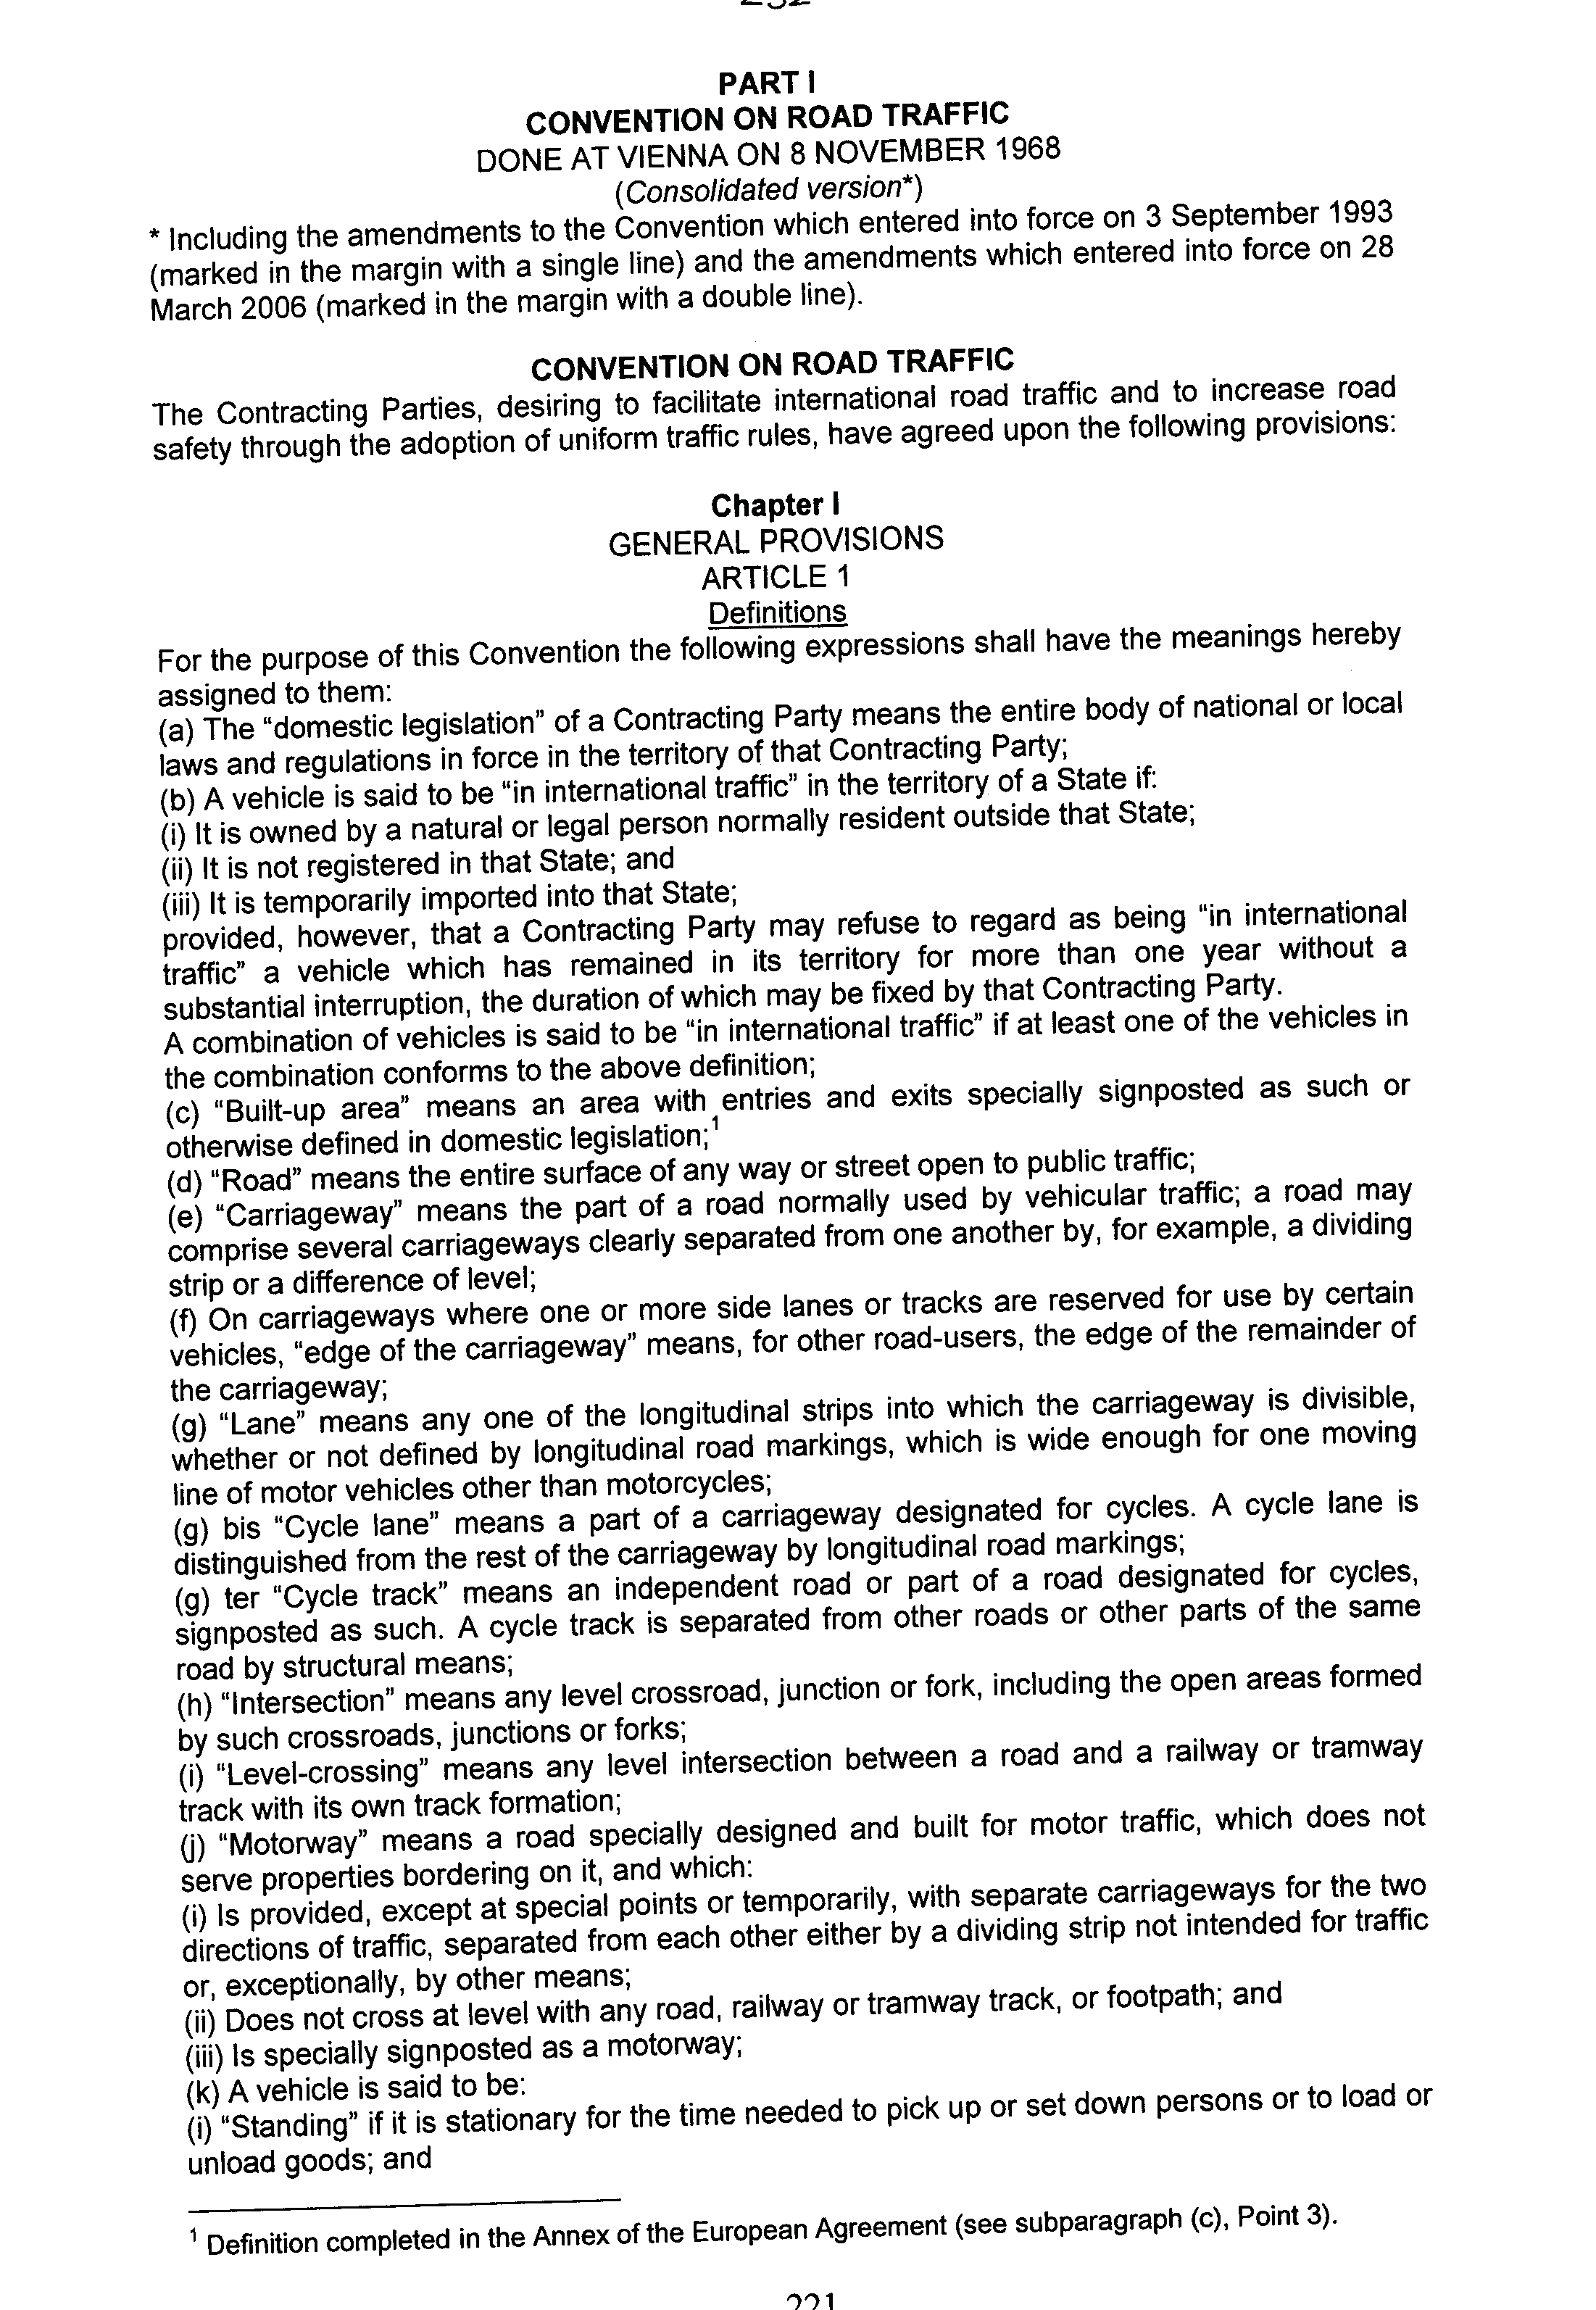 PART I
CONVENTION ON ROAD TRAFFIC
DONE AT VIENNA ON 8 NOVEMBER 1968
(Consolidated version*)
* Including the amendments to the Convention which entered into force on 3 September 1993
(marked in the margin with a single line) and the amendments which entered into force on 28
March 2006 (marked in the margin with a double line).
CONVENTION ON ROAD TRAFFIC
The Contracting Parties, desiring to facilitate international road traffic and to increase road
safety through the adoption of uniform traffic rules, have agreed upon the following provisions:
Chapter I
GENERAL PROVISIONS
ARTICLE 1
Definitions
For the purpose of this Convention the following expressions shall have the meanings hereby
assigned to them:
(a) The “domestic legislation” of a Contracting Party means the entire body of national or local
laws and regulations in force in the territory of that Contracting Party;
(b) A vehicle is said to be “in international traffic” in the territory of a State if:
(i) It is owned by a natural or legal person normally resident outside that State;
(ii) It is not registered in that State; and
(iii) It is temporarily imported into that State;
provided, however, that a Contracting Party may refuse to regard as being “in international
traffic” a vehicle which has remained in its territory for more than one year without a
substantial interruption, the duration of which may be fixed by that Contracting Party.
A combination of vehicles is said to be “in international traffic” if at least one of the vehicles in
the combination conforms to the above definition;
(c) “Built-up area” means an area with entries and exits specially signposted as such or
otherwise defined in domestic legislation;¹
(d) “Road” means the entire surface of any way or street open to public traffic;
(e) “Carriageway” means the part of a road normally used by vehicular traffic; a road may
comprise several carriageways clearly separated from one another by, for example, a dividing
strip or a difference of level;
(f) On carriageways where one or more side lanes or tracks are reserved for use by certain
vehicles, “edge of the carriageway” means, for other road-users, the edge of the remainder of
the carriageway;
(g) “Lane” means any one of the longitudinal strips into which the carriageway is divisible,
whether or not defined by longitudinal road markings, which is wide enough for one moving
line of motor vehicles other than motorcycles;
(g) bis “Cycle lane” means a part of a carriageway designated for cycles. A cycle lane is
distinguished from the rest of the carriageway by longitudinal road markings;
(g) ter “Cycle track” means an independent road or part of a road designated for cycles,
signposted as such. A cycle track is separated from other roads or other parts of the same
road by structural means;
(h) “Intersection” means any level crossroad, junction or fork, including the open areas formed
by such crossroads, junctions or forks;
(i) “Level-crossing” means any level intersection between a road and a railway or tramway
track with its own track formation;
(j) “Motorway” means a road specially designed and built for motor traffic, which does not
serve properties bordering on it, and which:
(i) Is provided, except at special points or temporarily, with separate carriageways for the two
directions of traffic, separated from each other either by a dividing strip not intended for traffic
or, exceptionally, by other means;
(ii) Does not cross at level with any road, railway or tramway track, or footpath; and
(iii) Is specially signposted as a motorway;
(k) A vehicle is said to be:
(i) “Standing” if it is stationary for the time needed to pick up or set down persons or to load or
unload goods; and
¹ Definition completed in the Annex of the European Agreement (see subparagraph (c), Point 3).
221